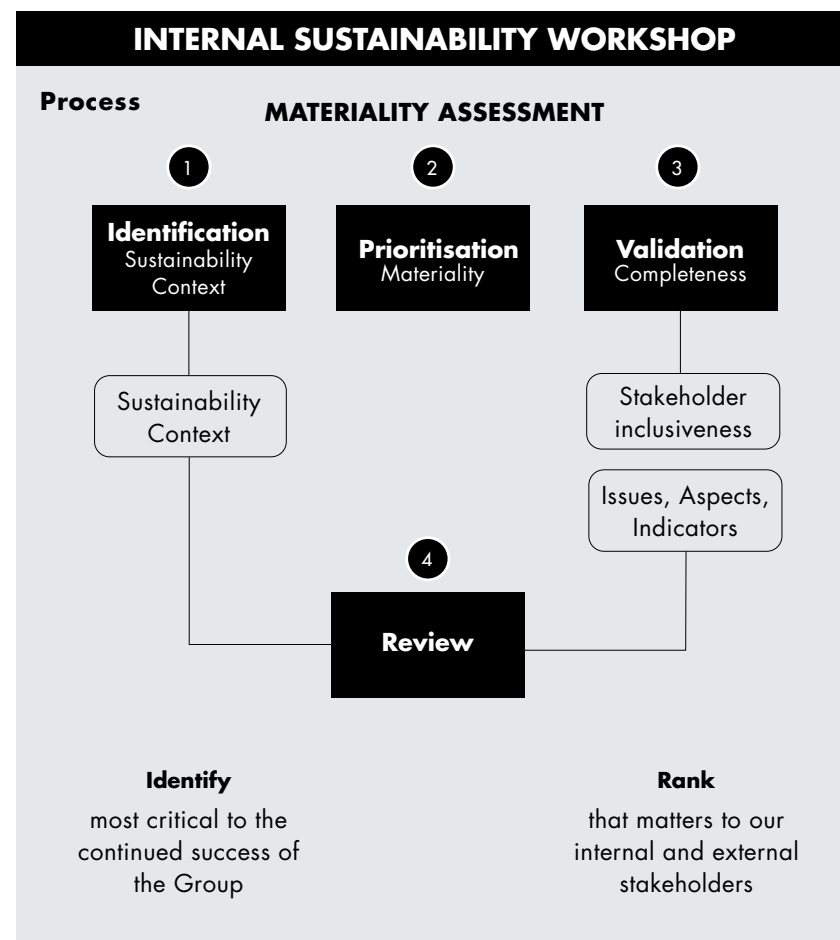 INTERNAL SUSTAINABILITY WORKSHOP
Process
MATERIALITY ASSESSMENT
1
2
3
Identification
Sustainability
Context
Prioritisation
Materiality
Validation
Completeness
Sustainability
Context
Stakeholder
inclusiveness
Issues, Aspects,
Indicators
4
Review
Identify
most critical to the
continued success of
the Group
Rank
that matters to our
internal and external
stakeholders